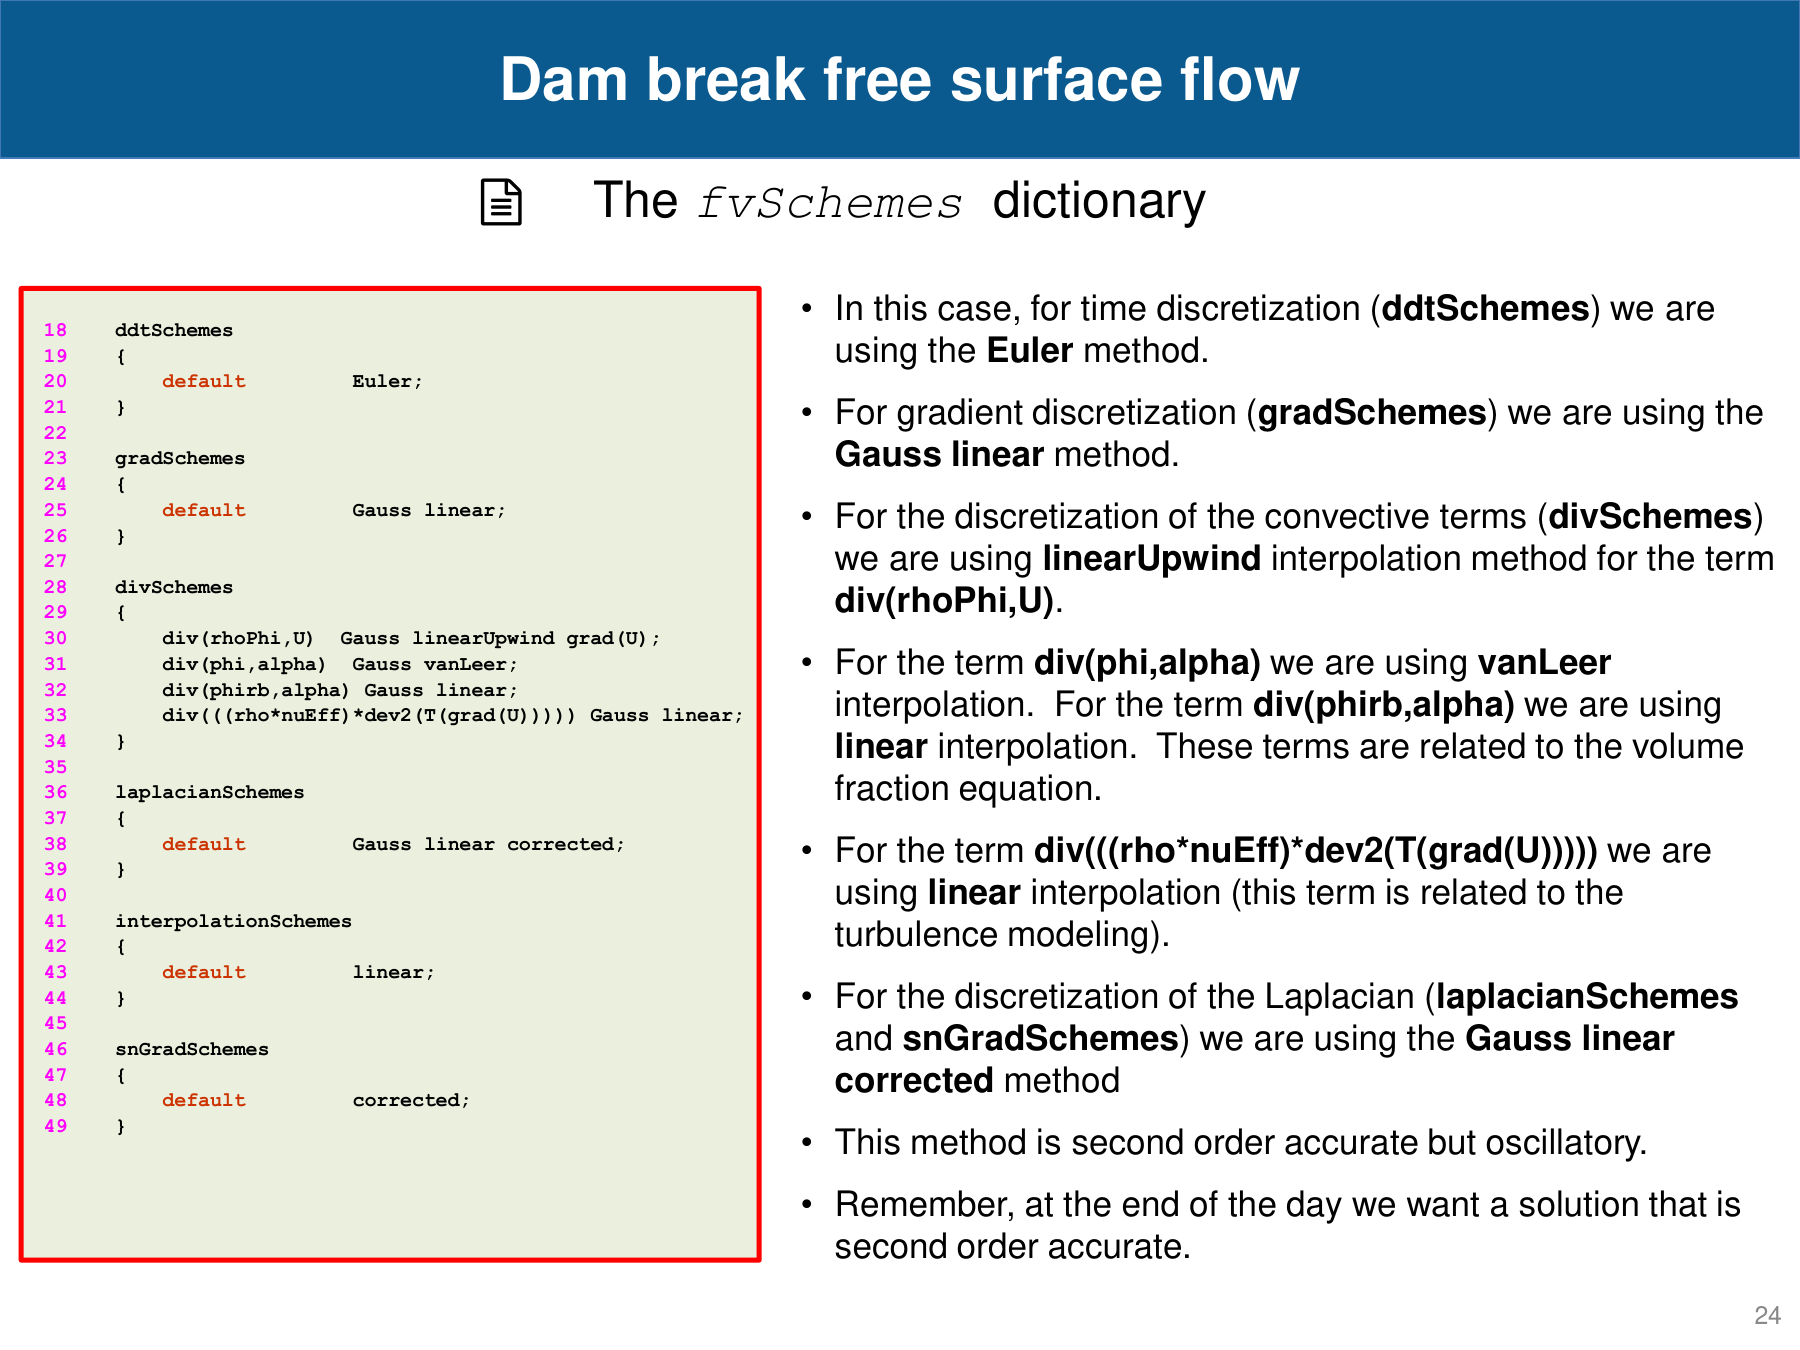 Dam break free surface flow
The fvSchemes dictionary
18    ddtSchemes
19    {
20        default         Euler;
21    }
22
23    gradSchemes
24    {
25        default         Gauss linear;
26    }
27
28    divSchemes
29    {
30        div(rhoPhi,U)  Gauss linearUpwind grad(U);
31        div(phi,alpha)  Gauss vanLeer;
32        div(phirb,alpha) Gauss linear;
33        div(((rho*nuEff)*dev2(T(grad(U))))) Gauss linear;
34    }
35
36    laplacianSchemes
37    {
38        default         Gauss linear corrected;
39    }
40
41    interpolationSchemes
42    {
43        default         linear;
44    }
45
46    snGradSchemes
47    {
48        default         corrected;
49    }
• In this case, for time discretization (ddtSchemes) we are
using the Euler method.
• For gradient discretization (gradSchemes) we are using the
Gauss linear method.
• For the discretization of the convective terms (divSchemes)
we are using linearUpwind interpolation method for the term
div(rhoPhi,U).
• For the term div(phi,alpha) we are using vanLeer
interpolation.  For the term div(phirb,alpha) we are using
linear interpolation.  These terms are related to the volume
fraction equation.
• For the term div(((rho*nuEff)*dev2(T(grad(U))))) we are
using linear interpolation (this term is related to the
turbulence modeling).
• For the discretization of the Laplacian (laplacianSchemes
and snGradSchemes) we are using the Gauss linear
corrected method
• This method is second order accurate but oscillatory.
• Remember, at the end of the day we want a solution that is
second order accurate.
24